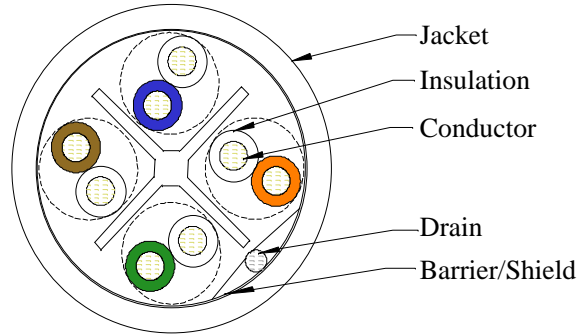 Jacket
Insulation
Conductor
Drain
Barrier/Shield